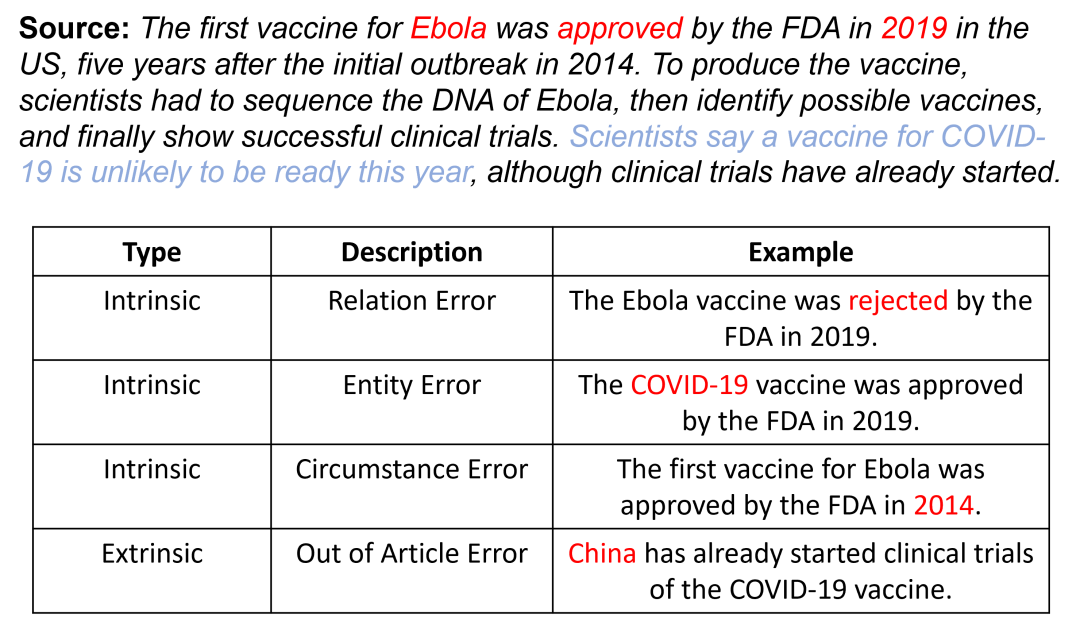 Source: The first vaccine for Ebola was approved by the FDA in 2019 in the
US, five years after the initial outbreak in 2014. To produce the vaccine,
scientists had to sequence the DNA of Ebola, then identify possible vaccines,
and finally show successful clinical trials. Scientists say a vaccine for COVID-
19 is unlikely to be ready this year, although clinical trials have already started.
Type Description Example
Intrinsic Relation Error The Ebola vaccine was rejected by the
FDA in 2019.
Intrinsic Entity Error The COVID-19 vaccine was approved
by the FDA in 2019.
Intrinsic Circumstance Error The first vaccine for Ebola was
approved by the FDA in 2014.
Extrinsic Out of Article Error China has already started clinical trials
of the COVID-19 vaccine.